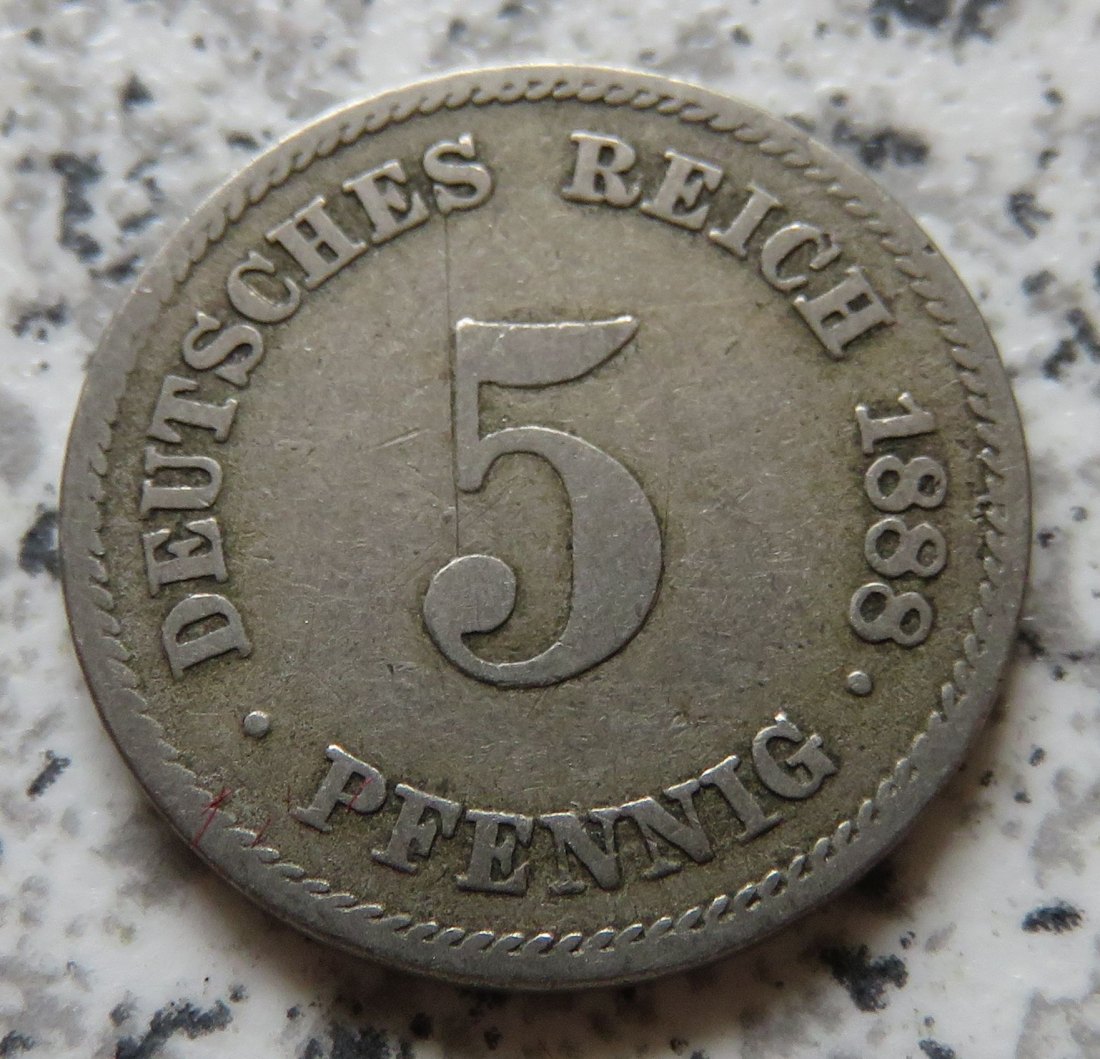 DEUTSCHES REICH 1888
5
· PFENNIG ·